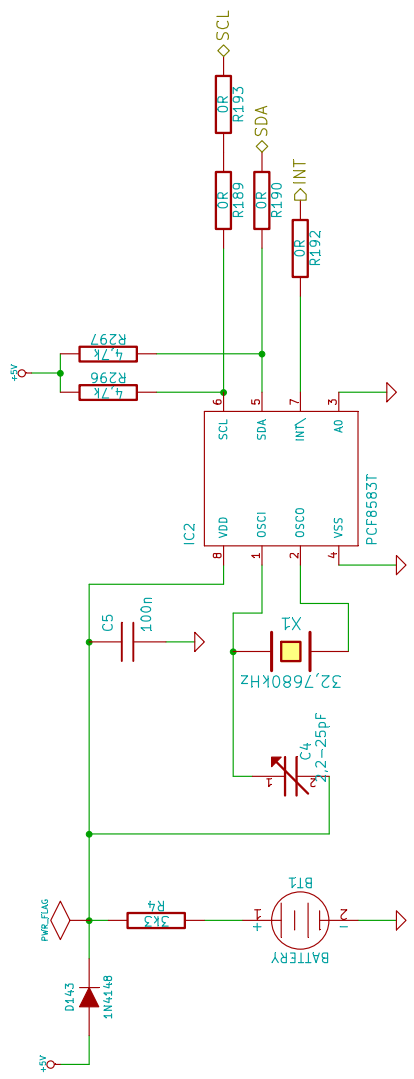 SCL
0R
R193
SDA
0R
R189
0R
R190
INT
0R
R192
+5V
R297
4,7k
R296
4,7k
6
5
7
3
SCL
SDA
INT\
A0
IC2
PCF8583T
VDD
OSCI
OSCO
VSS
8
1
2
4
C5
100n
X1
32,7680kHz
C4
2,2-25pF
1
2
PWR_FLAG
R4
3k3
BT1
1
2
+
-
BATTERY
D143
1N4148
+5V